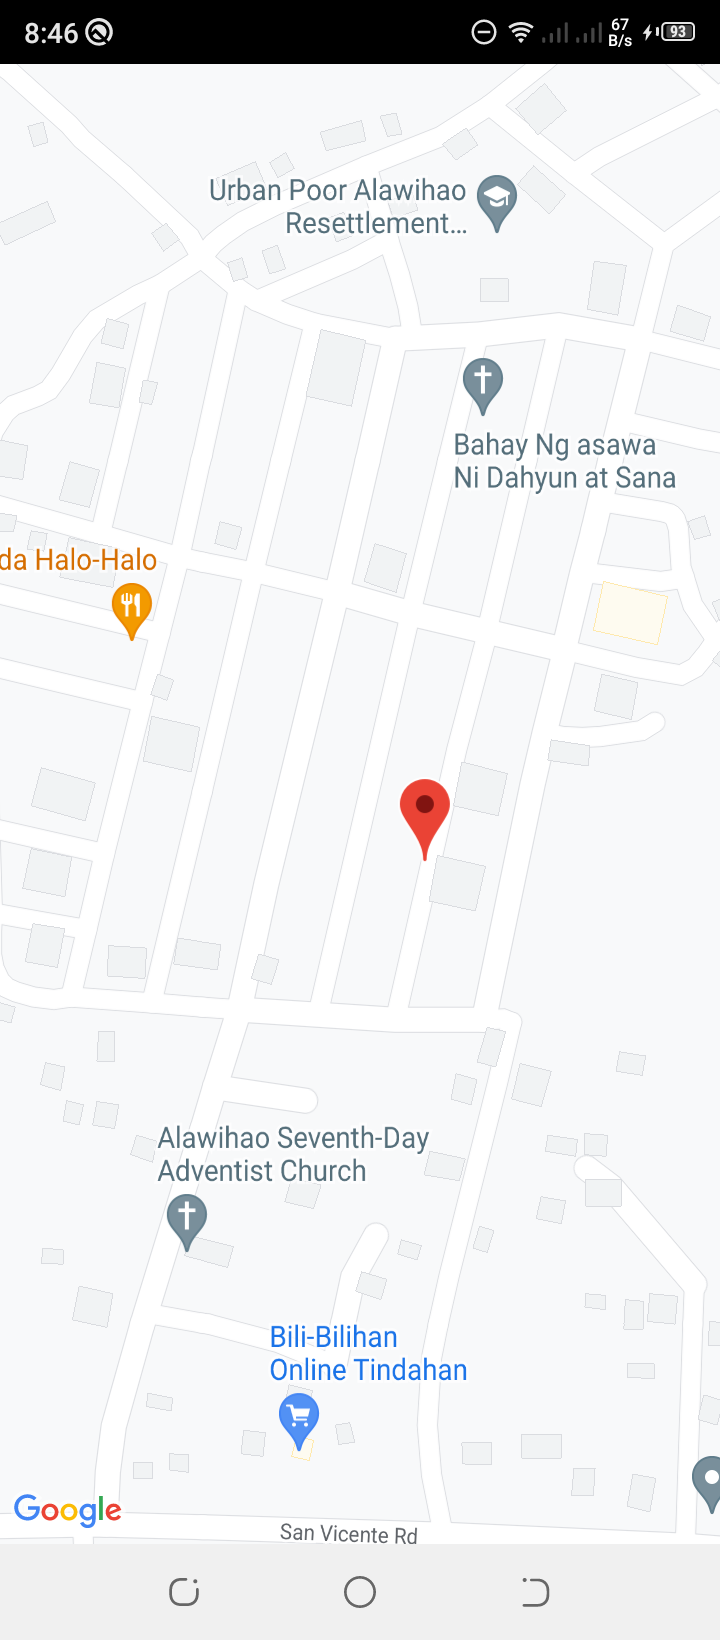 8:46
67
B/s
93
Urban Poor Alawihao
Resettlement...
Bahay Ng asawa
Ni Dahyun at Sana
da Halo-Halo
Alawihao Seventh-Day
Adventist Church
Bili-Bilihan
Online Tindahan
Google
San Vicente Rd